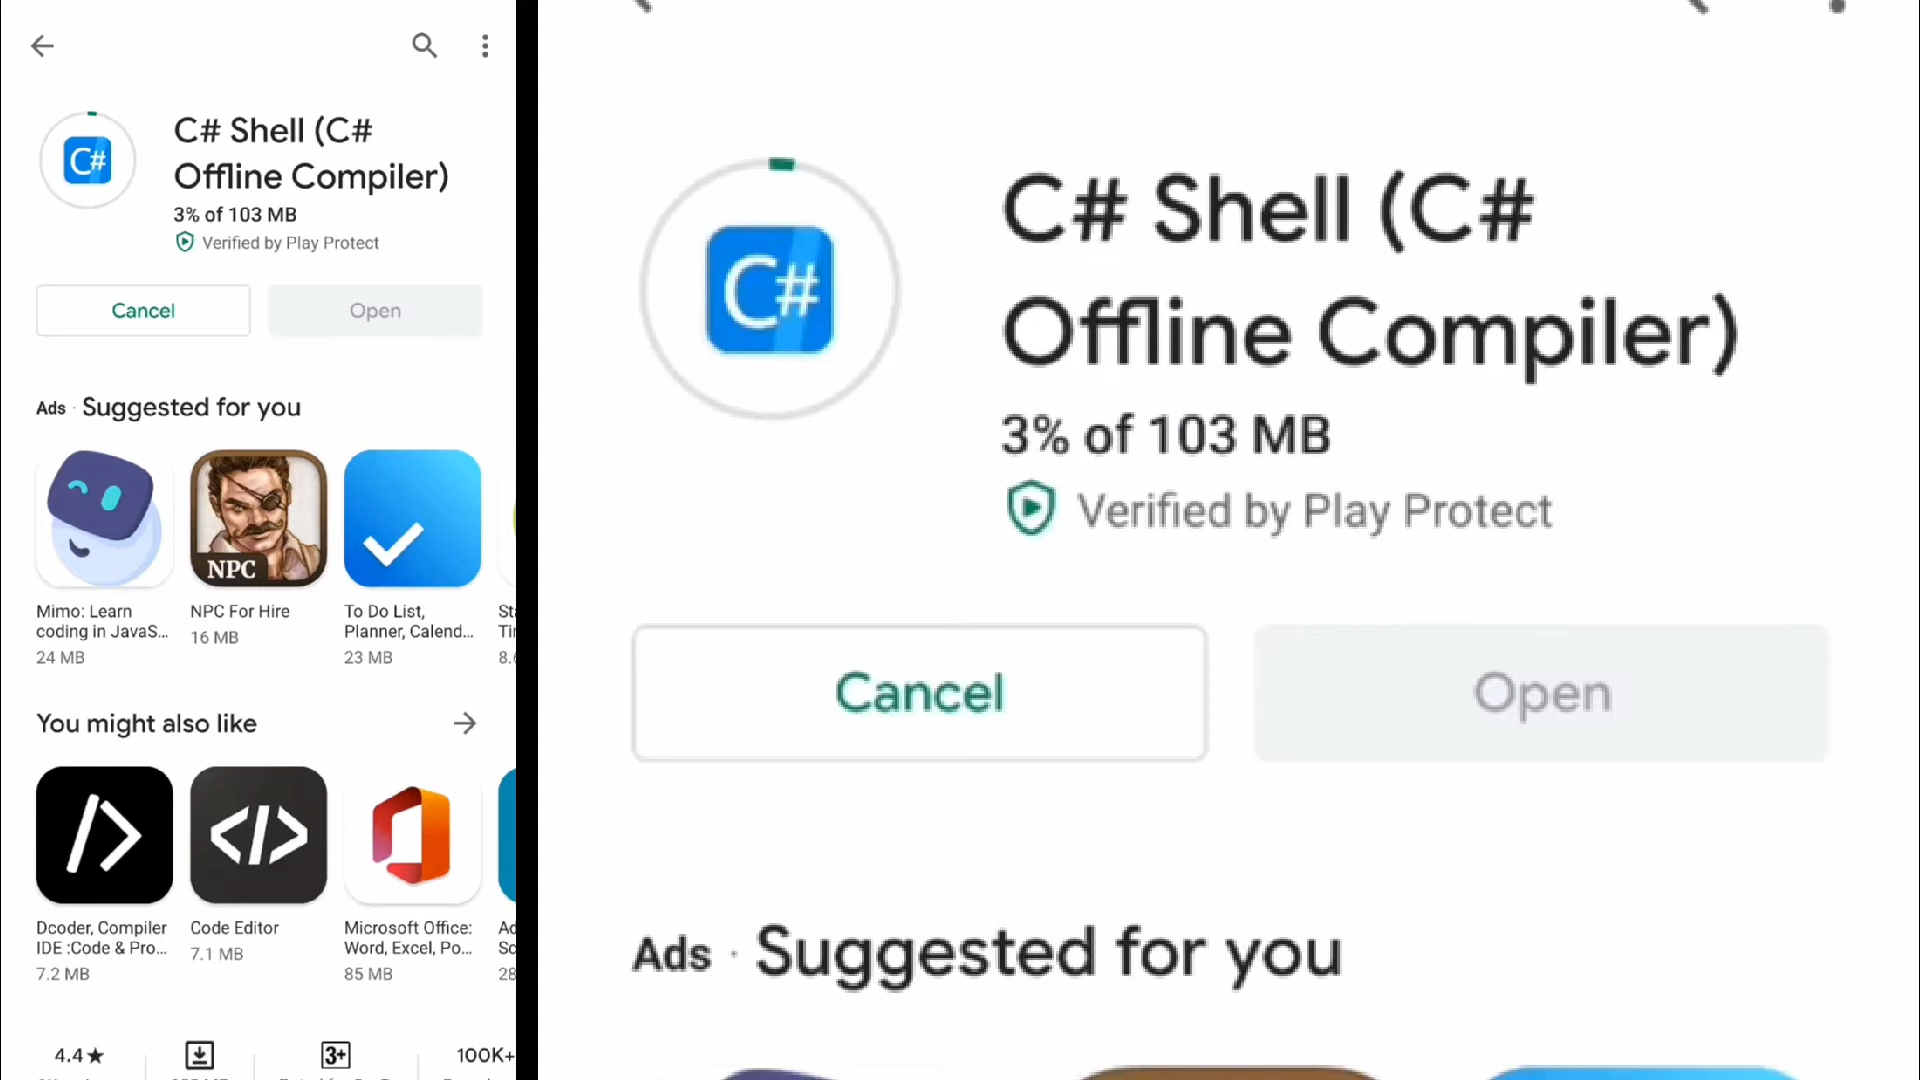 C# Shell (C#
Offline Compiler)
3% of 103 MB
Verified by Play Protect
Cancel
Open
Ads · Suggested for you
NPC
Mimo: Learn
coding in JavaS...
24 MB
NPC For Hire
16 MB
To Do List,
Planner, Calend...
23 MB
You might also like
Dcoder, Compiler
IDE :Code & Pro...
7.2 MB
Code Editor
7.1 MB
Microsoft Office:
Word, Excel, Po...
85 MB
4.4★
3+
100K+
C#
C# Shell (C#
Offline Compiler)
3% of 103 MB
Verified by Play Protect
Cancel
Open
Ads · Suggested for you